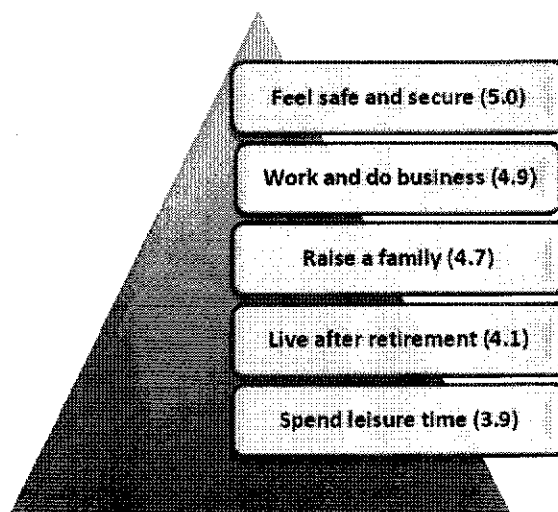 Feel safe and secure (5.0)
Work and do business (4.9)
Raise a family (4.7)
Live after retirement (4.1)
Spend leisure time (3.9)